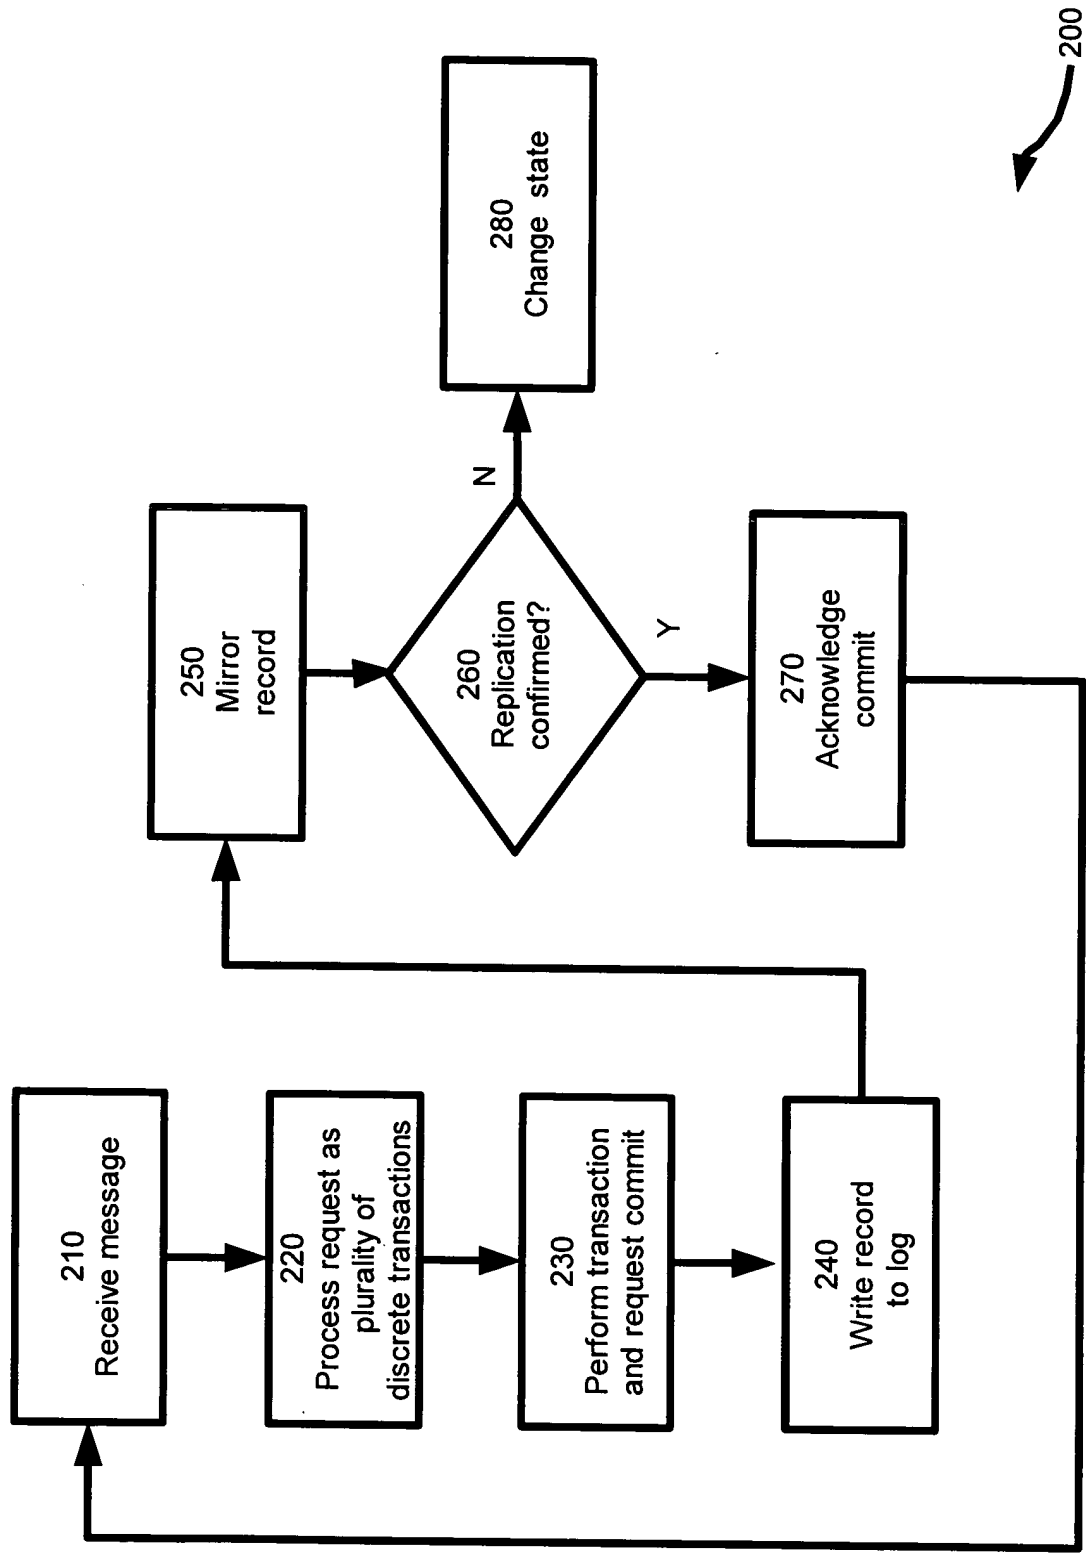 210
Receive message
220
Process request as
plurality of
discrete transactions
230
Perform transaction
and request commit
240
Write record
to log
250
Mirror
record
260
Replication
confirmed?
N
Y
270
Acknowledge
commit
280
Change state
200